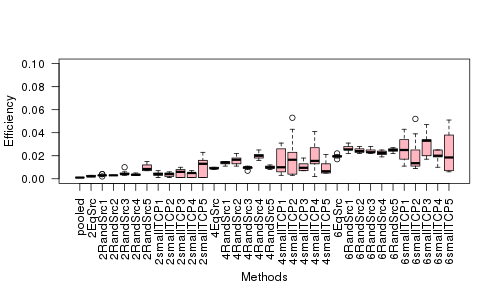 0.10
0.08
0.06
0.04
0.02
0.00
Efficiency
pooled
2EqSrc
2RandSrc1
2RandSrc2
2RandSrc3
2RandSrc4
2RandSrc5
2smallTCP1
2smallTCP2
2smallTCP3
2smallTCP4
2smallTCP5
4EqSrc
4RandSrc1
4RandSrc2
4RandSrc3
4RandSrc4
4RandSrc5
4smallTCP1
4smallTCP2
4smallTCP3
4smallTCP4
4smallTCP5
6EqSrc
6RandSrc1
6RandSrc2
6RandSrc3
6RandSrc4
6RandSrc5
6smallTCP1
6smallTCP2
6smallTCP3
6smallTCP4
6smallTCP5
Methods